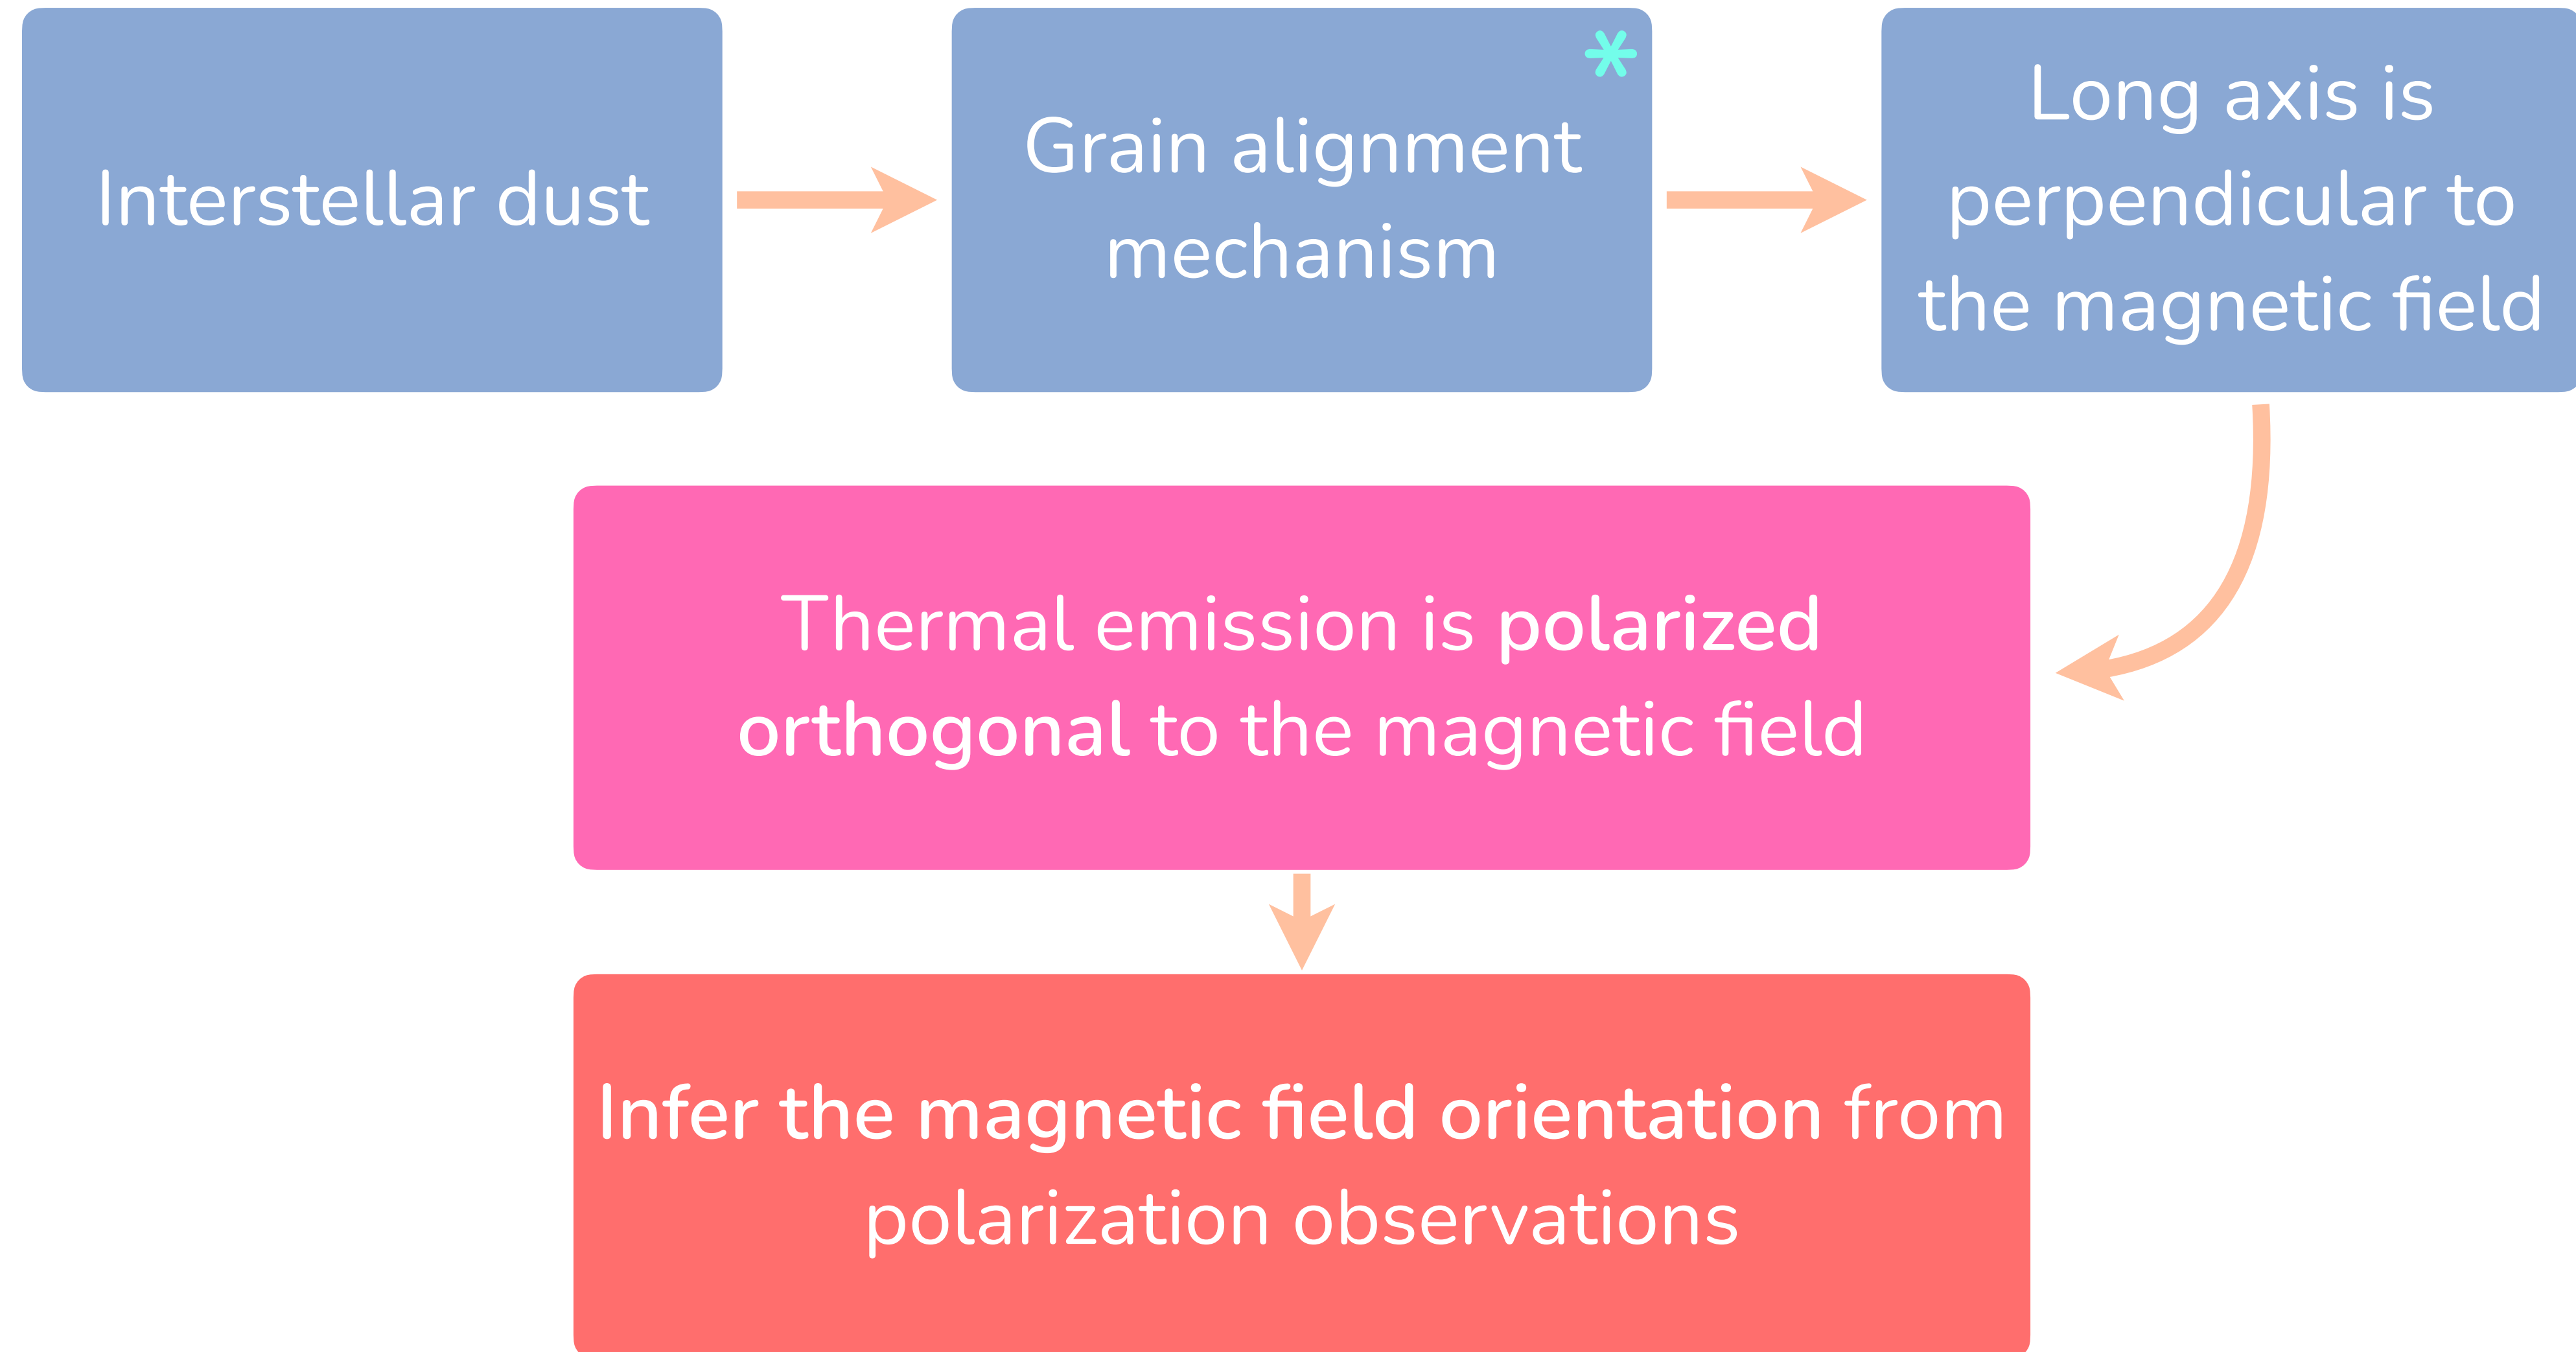 Interstellar dust
Grain alignment
mechanism
*
Long axis is
perpendicular to
the magnetic field
Thermal emission is polarized
orthogonal to the magnetic field
Infer the magnetic field orientation from
polarization observations